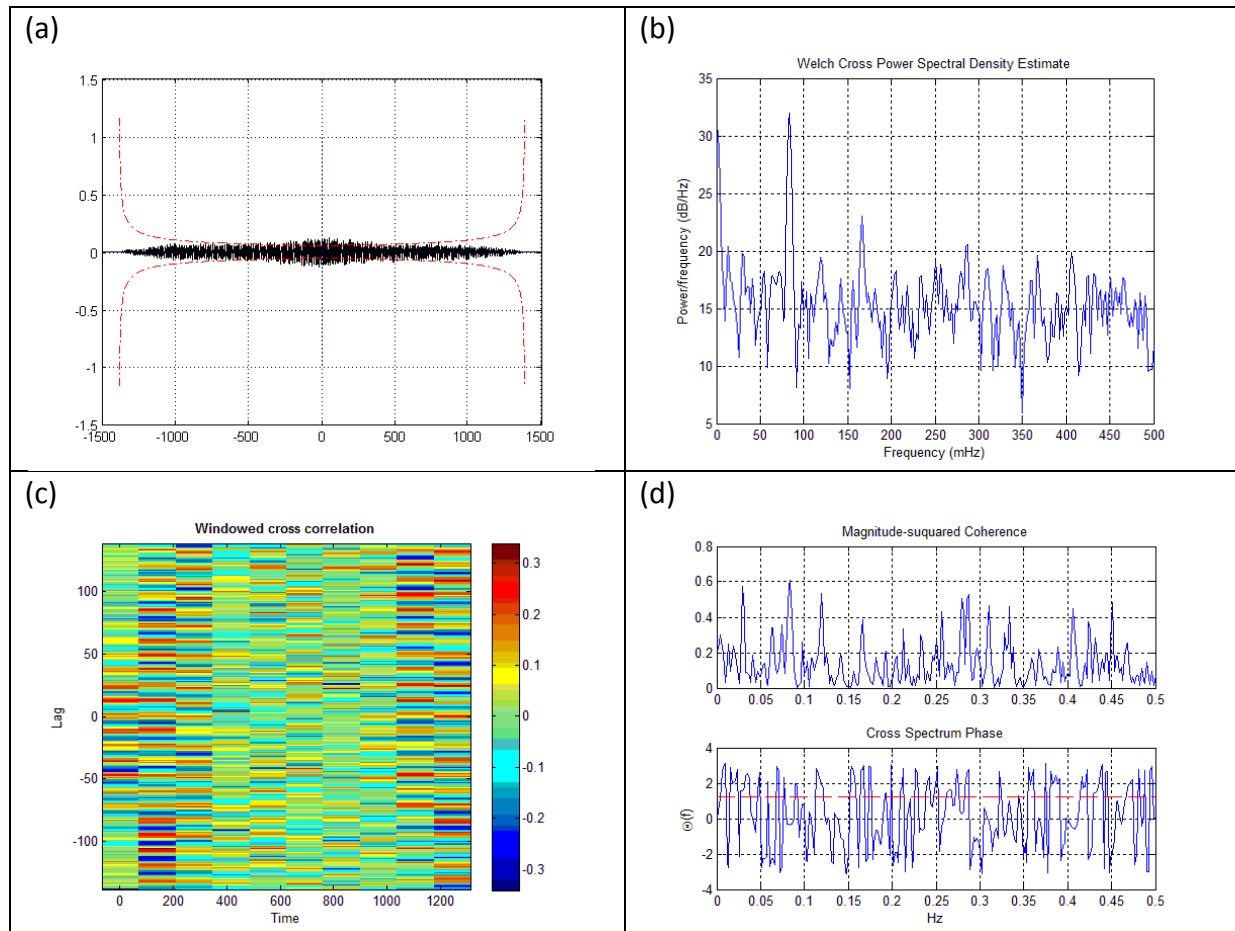 (a)
1.5
1
0.5
0
-0.5
-1
-1.5
-1500 -1000 -500 0 500 1000 1500
(b)
Welch Cross Power Spectral Density Estimate
Power/frequency (dB/Hz)
35
30
25
20
15
10
5
0 50 100 150 200 250 300 350 400 450 500
Frequency (mHz)
(c)
Windowed cross correlation
Lag
100
50
0
-50
-100
0 200 400 600 800 1000 1200
Time
0.3
0.2
0.1
0
-0.1
-0.2
-0.3
(d)
Magnitude-suquared Coherence
0.8
0.6
0.4
0.2
0
0 0.05 0.1 0.15 0.2 0.25 0.3 0.35 0.4 0.45 0.5
Cross Spectrum Phase
Θ(f)
4
2
0
-2
-4
0 0.05 0.1 0.15 0.2 0.25 0.3 0.35 0.4 0.45 0.5
Hz